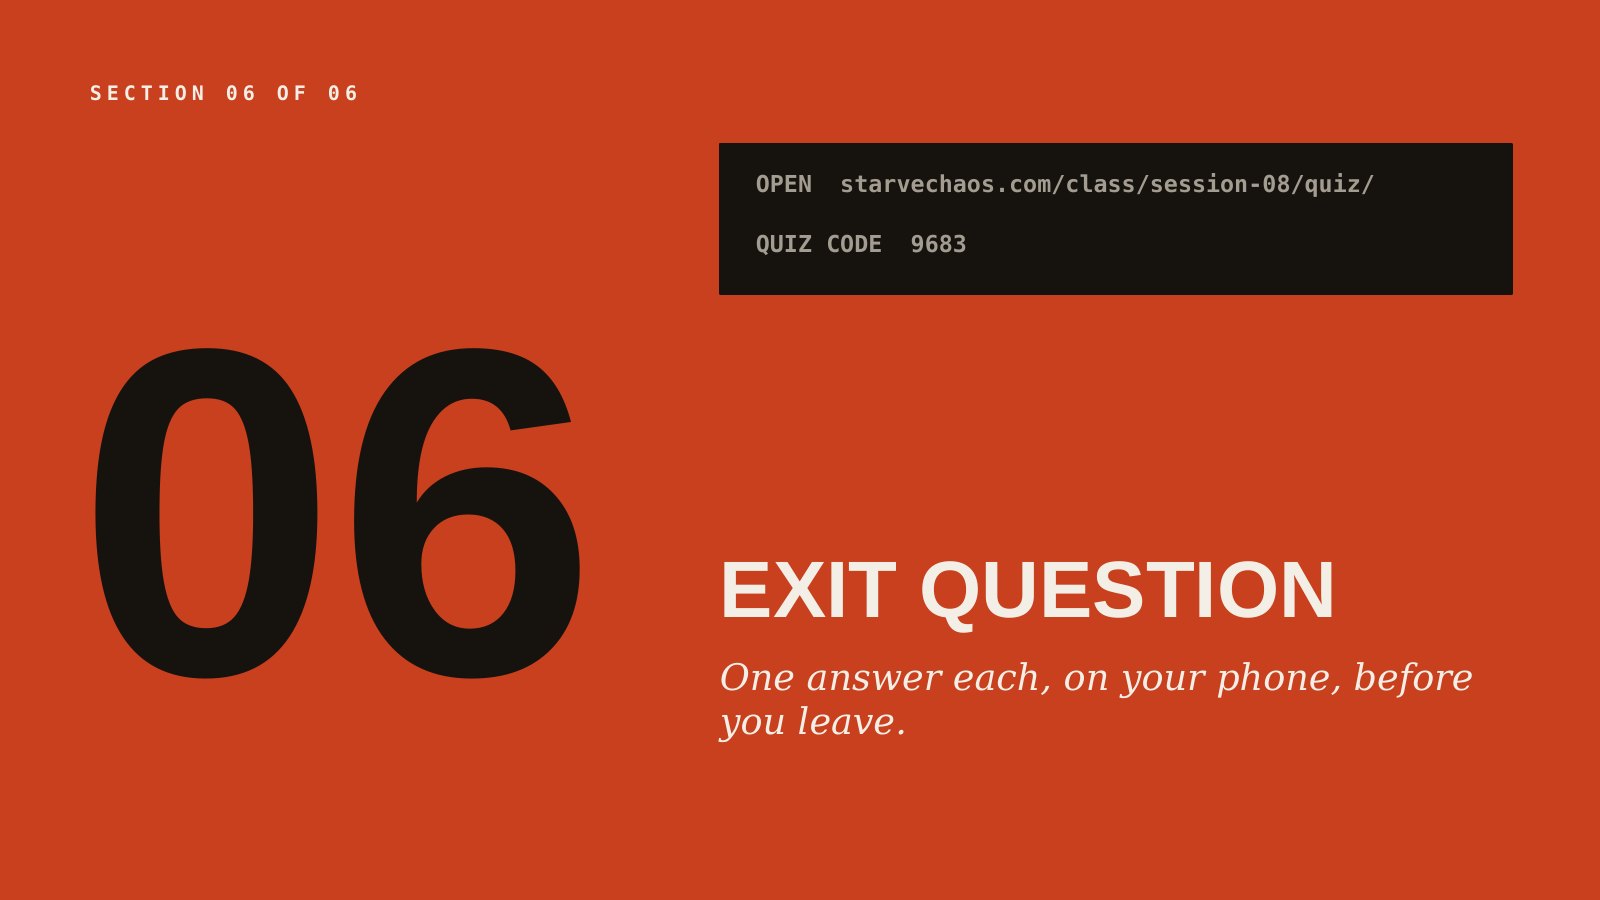 SECTION 06 OF 06
OPEN  starvechaos.com/class/session-08/quiz/
QUIZ CODE  9683
06
EXIT QUESTION
One answer each, on your phone, before
you leave.